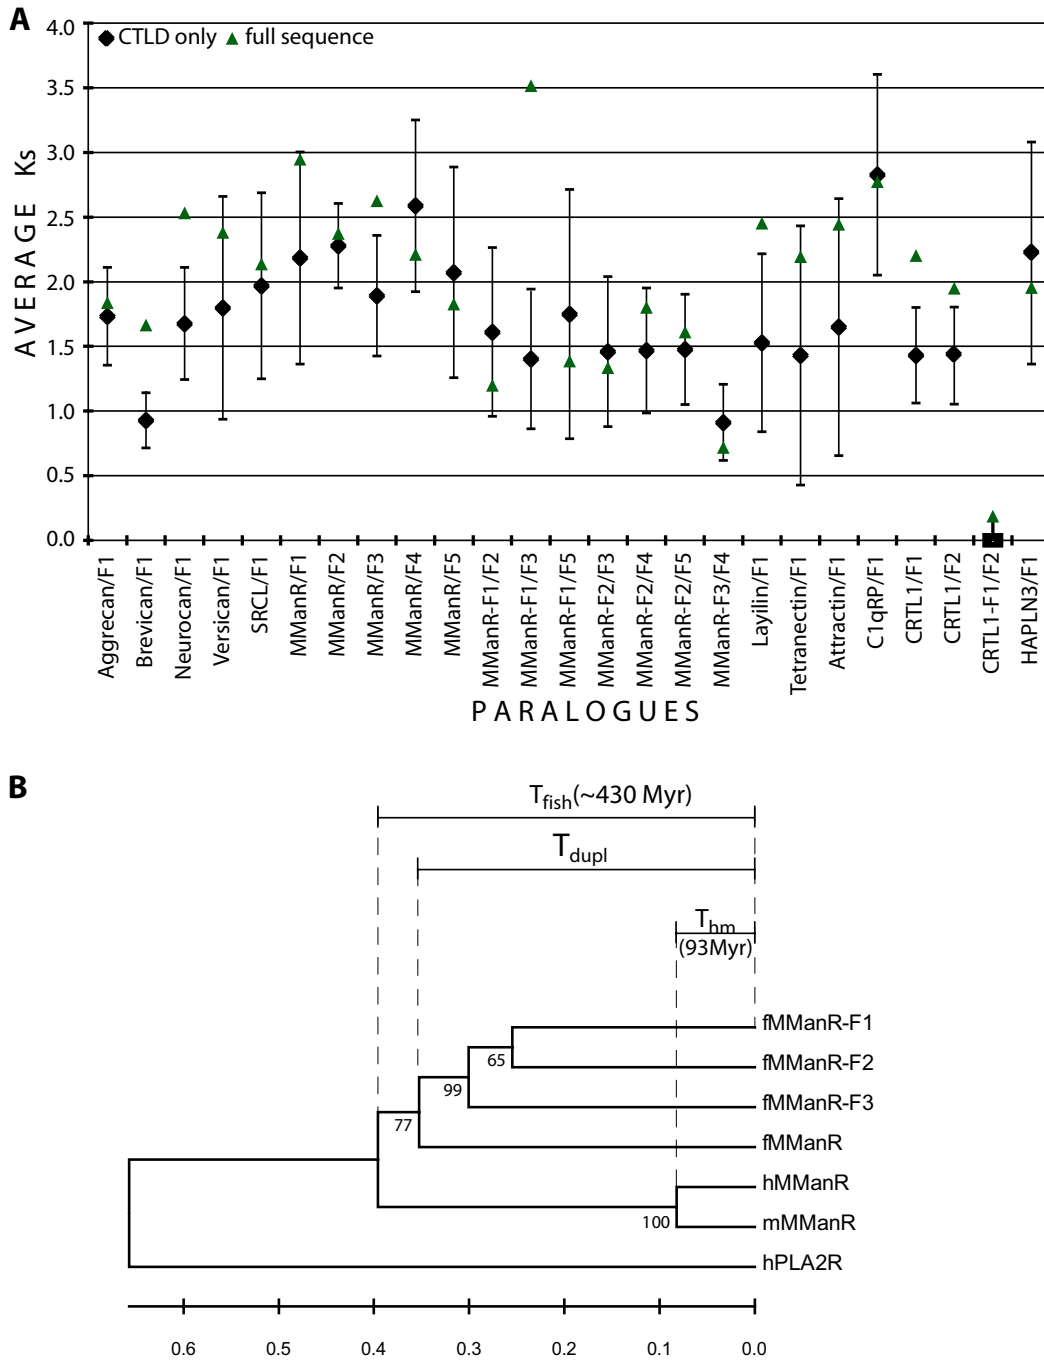 A
4.0
CTLD only
full sequence
3.5
3.0
2.5
2.0
1.5
1.0
0.5
0.0
AVERAGE Ks
Aggrecan/F1
Brevican/F1
Neurocan/F1
Versican/F1
SRCL/F1
MManR/F1
MManR/F2
MManR/F3
MManR/F4
MManR/F5
MManR-F1/F2
MManR-F1/F3
MManR-F1/F5
MManR-F2/F3
MManR-F2/F4
MManR-F2/F5
MManR-F3/F4
Layilin/F1
Tetranectin/F1
Attractin/F1
C1qRP/F1
CRTL1/F1
CRTL1/F2
CRTL1-F1/F2
HAPLN3/F1
PARALOGUES
B
Tfish(~430 Myr)
Tdupl
Thm
(93Myr)
fMManR-F1
65
fMManR-F2
99
fMManR-F3
77
fMManR
hMManR
100
mMManR
hPLA2R
0.6 0.5 0.4 0.3 0.2 0.1 0.0